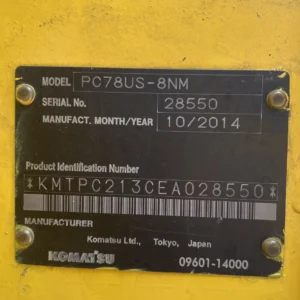 MODEL PC78US-8NM
SERIAL No. 28550
MANUFACT. MONTH/YEAR 10/2014
Product Identification Number
*KMTPC213CEA028550*
MANUFACTURER
Komatsu Ltd., Tokyo, Japan
KOMATSU 09601-14000